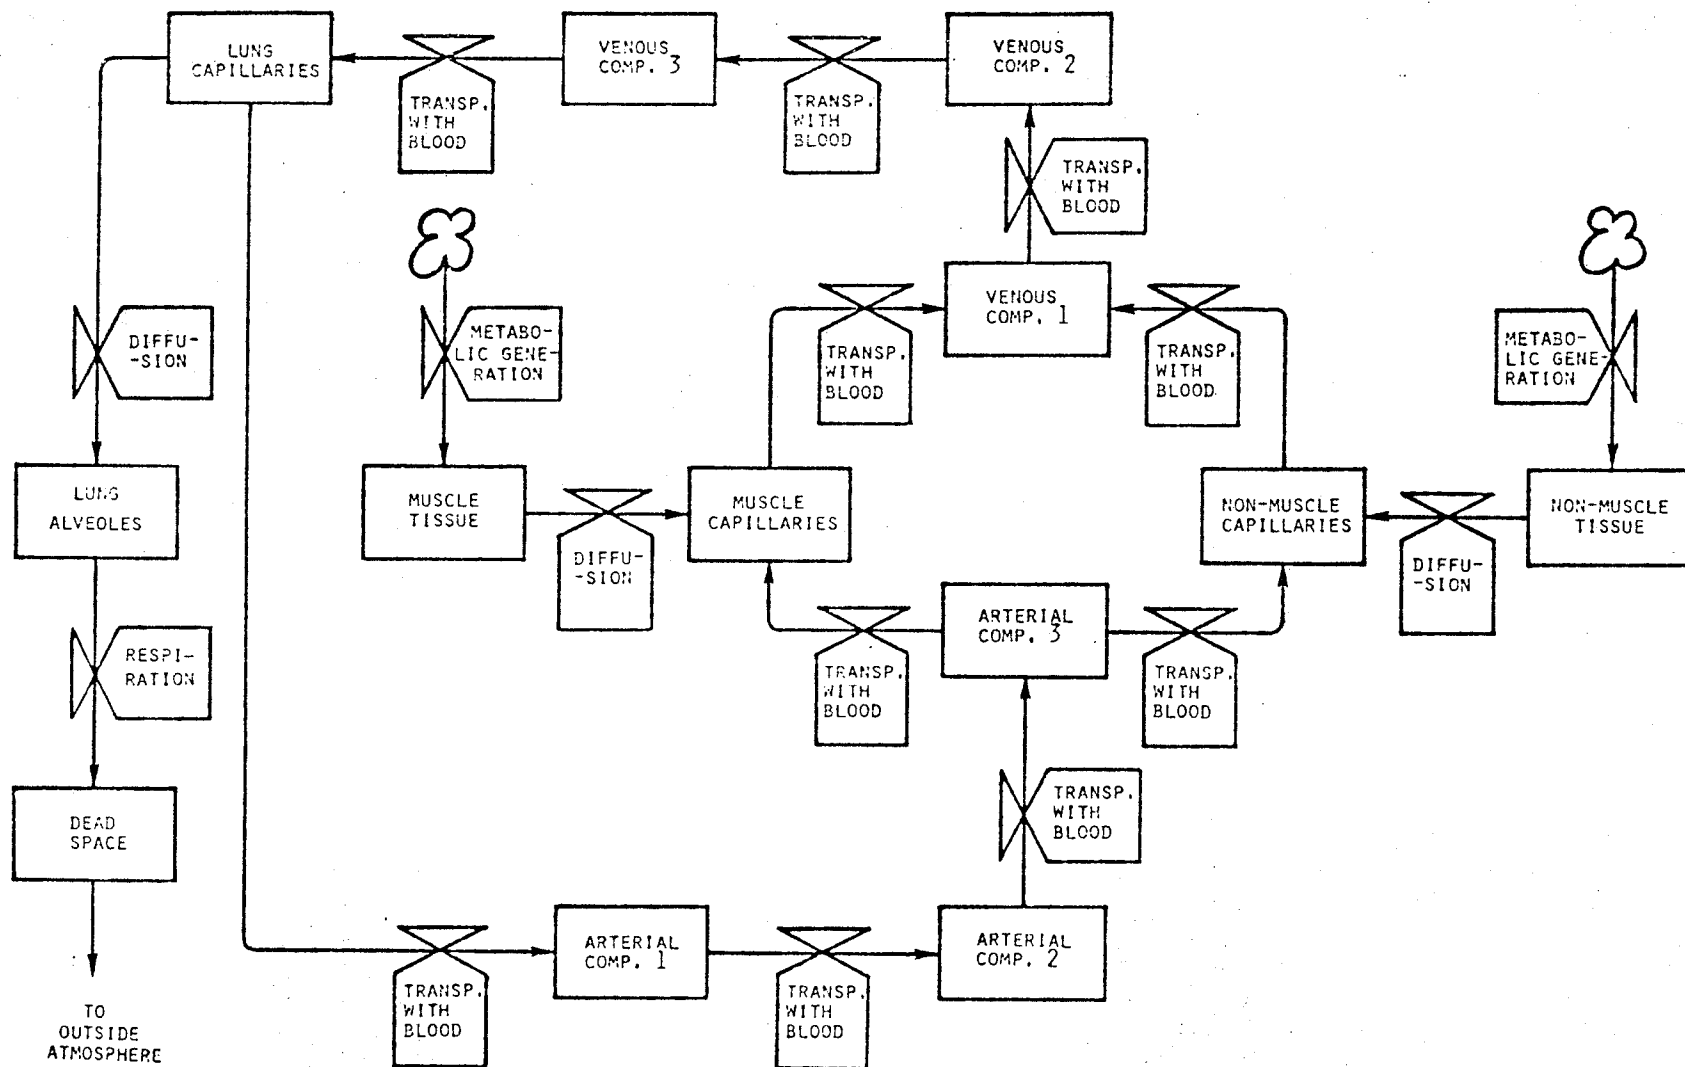 LUNG
CAPILLARIES
VENOUS
COMP. 3
VENOUS
COMP. 2
TRANSP.
WITH
BLOOD
TRANSP.
WITH
BLOOD
TRANSP.
WITH
BLOOD
VENOUS
COMP. 1
DIFFU-
-SION
METABO-
LIC GENE-
RATION
TRANSP.
WITH
BLOOD
TRANSP.
WITH
BLOOD
METABO-
LIC GENE-
RATION
LUNG
ALVEOLES
MUSCLE
TISSUE
MUSCLE
CAPILLARIES
NON-MUSCLE
CAPILLARIES
NON-MUSCLE
TISSUE
DIFFU-
-SION
DIFFU-
-SION
ARTERIAL
COMP. 3
RESPI-
RATION
TRANSP.
WITH
BLOOD
TRANSP.
WITH
BLOOD
DEAD
SPACE
TRANSP.
WITH
BLOOD
ARTERIAL
COMP. 1
ARTERIAL
COMP. 2
TRANSP.
WITH
BLOOD
TRANSP.
WITH
BLOOD
TO
OUTSIDE
ATMOSPHERE